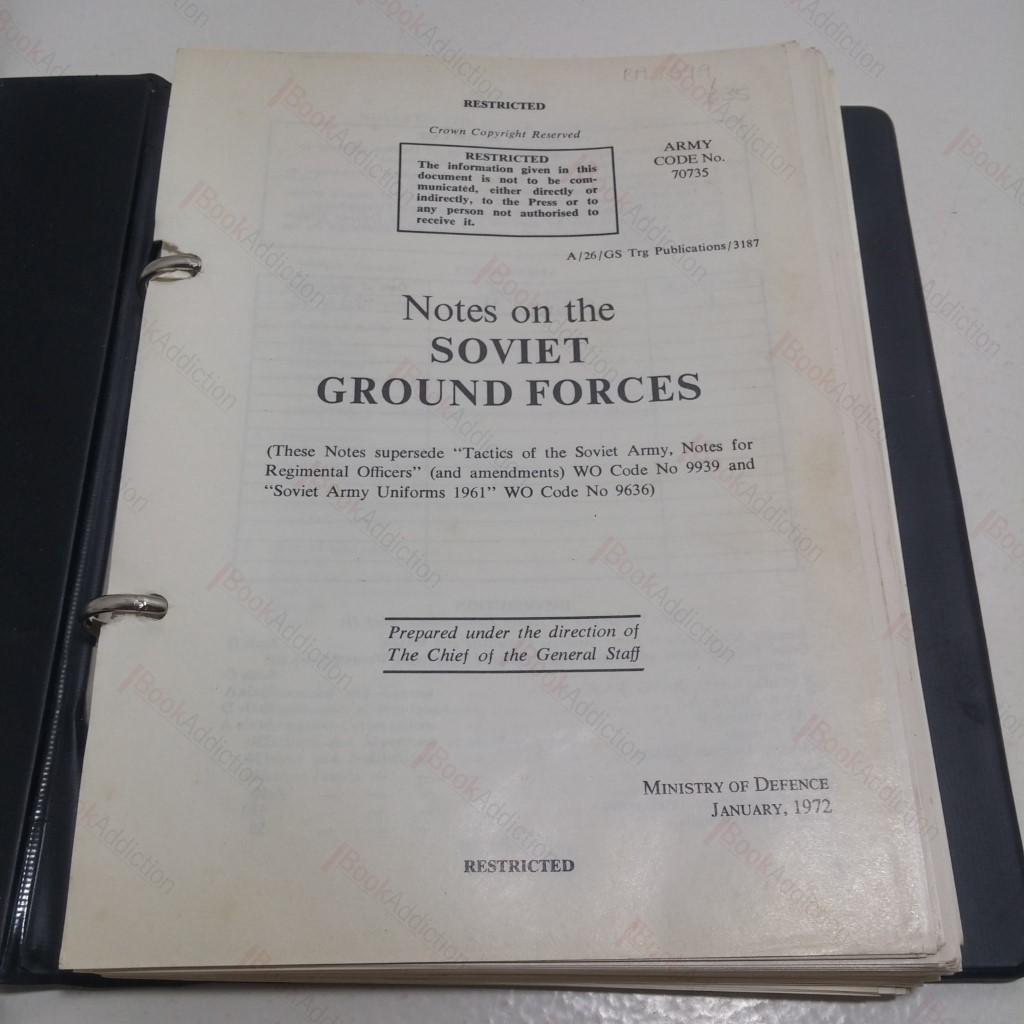 RESTRICTED
Crown Copyright Reserved
RESTRICTED
The information given in this
document is not to be com-
municated, either directly or
indirectly, to the Press or to
any person not authorised to
receive it.
ARMY
CODE No.
70735
A/26/GS Trg Publications/3187
Notes on the
SOVIET
GROUND FORCES
(These Notes supersede “Tactics of the Soviet Army, Notes for
Regimental Officers” (and amendments) WO Code No 9939 and
“Soviet Army Uniforms 1961” WO Code No 9636)
Prepared under the direction of
The Chief of the General Staff
MINISTRY OF DEFENCE
JANUARY, 1972
RESTRICTED
BookAddiction